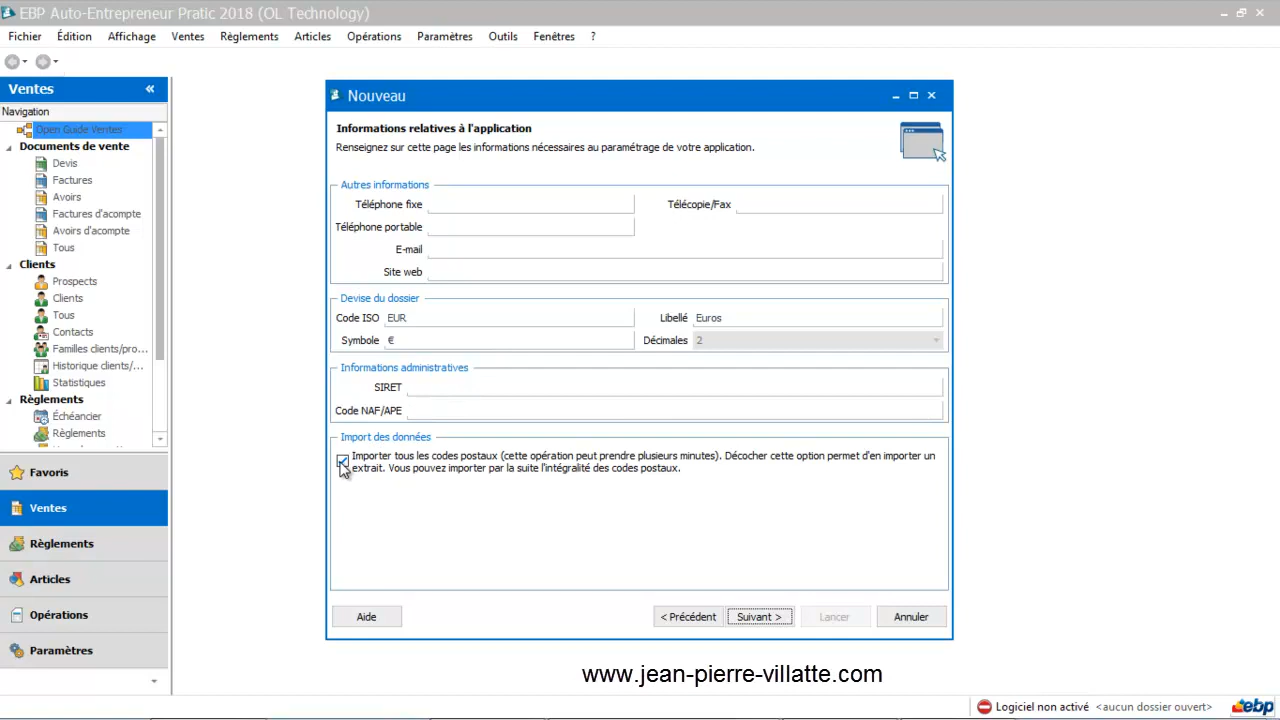 EBP Auto-Entrepreneur Pratic 2018 (OL Technology)
Fichier Édition Affichage Ventes Règlements Articles Opérations Paramètres Outils Fenêtres ?
Ventes «
Navigation
Open Guide Ventes
Documents de vente
Devis
Factures
Avoirs
Factures d'acompte
Avoirs d'acompte
Tous
Clients
Prospects
Clients
Tous
Contacts
Familles clients/pro...
Historique clients/...
Statistiques
Règlements
Échéancier
Règlements
Favoris
Ventes
Règlements
Articles
Opérations
Paramètres
Nouveau
Informations relatives à l'application
Renseignez sur cette page les informations nécessaires au paramétrage de votre application.
Autres informations
Téléphone fixe Télécopie/Fax
Téléphone portable
E-mail
Site web
Devise du dossier
Code ISO EUR Libellé Euros
Symbole € Décimales 2
Informations administratives
SIRET
Code NAF/APE
Import des données
Importer tous les codes postaux (cette opération peut prendre plusieurs minutes). Décocher cette option permet d'en importer un
extrait. Vous pouvez importer par la suite l'intégralité des codes postaux.
Aide < Précédent Suivant > Lancer Annuler
www.jean-pierre-villatte.com
Logiciel non activé <aucun dossier ouvert> ebp